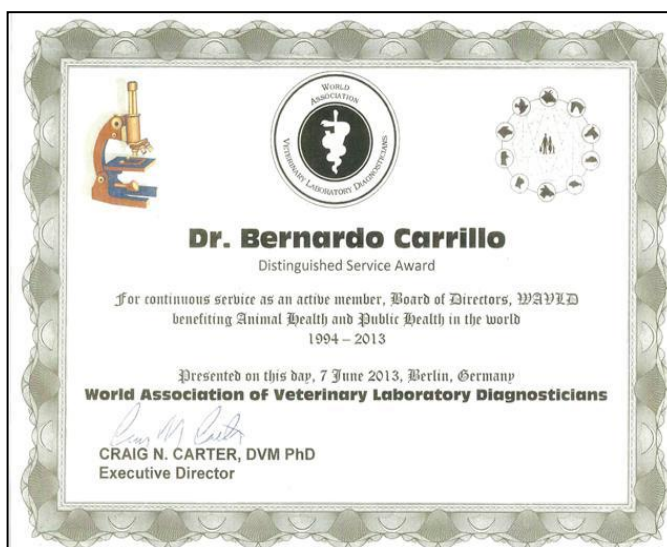 WORLD
ASSOCIATION
VETERINARY LABORATORY DIAGNOSTICIANS
Dr. Bernardo Carrillo
Distinguished Service Award
For continuous service as an active member, Board of Directors, WAVLD
benefiting Animal Health and Public Health in the world
1994 – 2013
Presented on this day, 7 June 2013, Berlin, Germany
World Association of Veterinary Laboratory Diagnosticians
CRAIG N. CARTER, DVM PhD
Executive Director